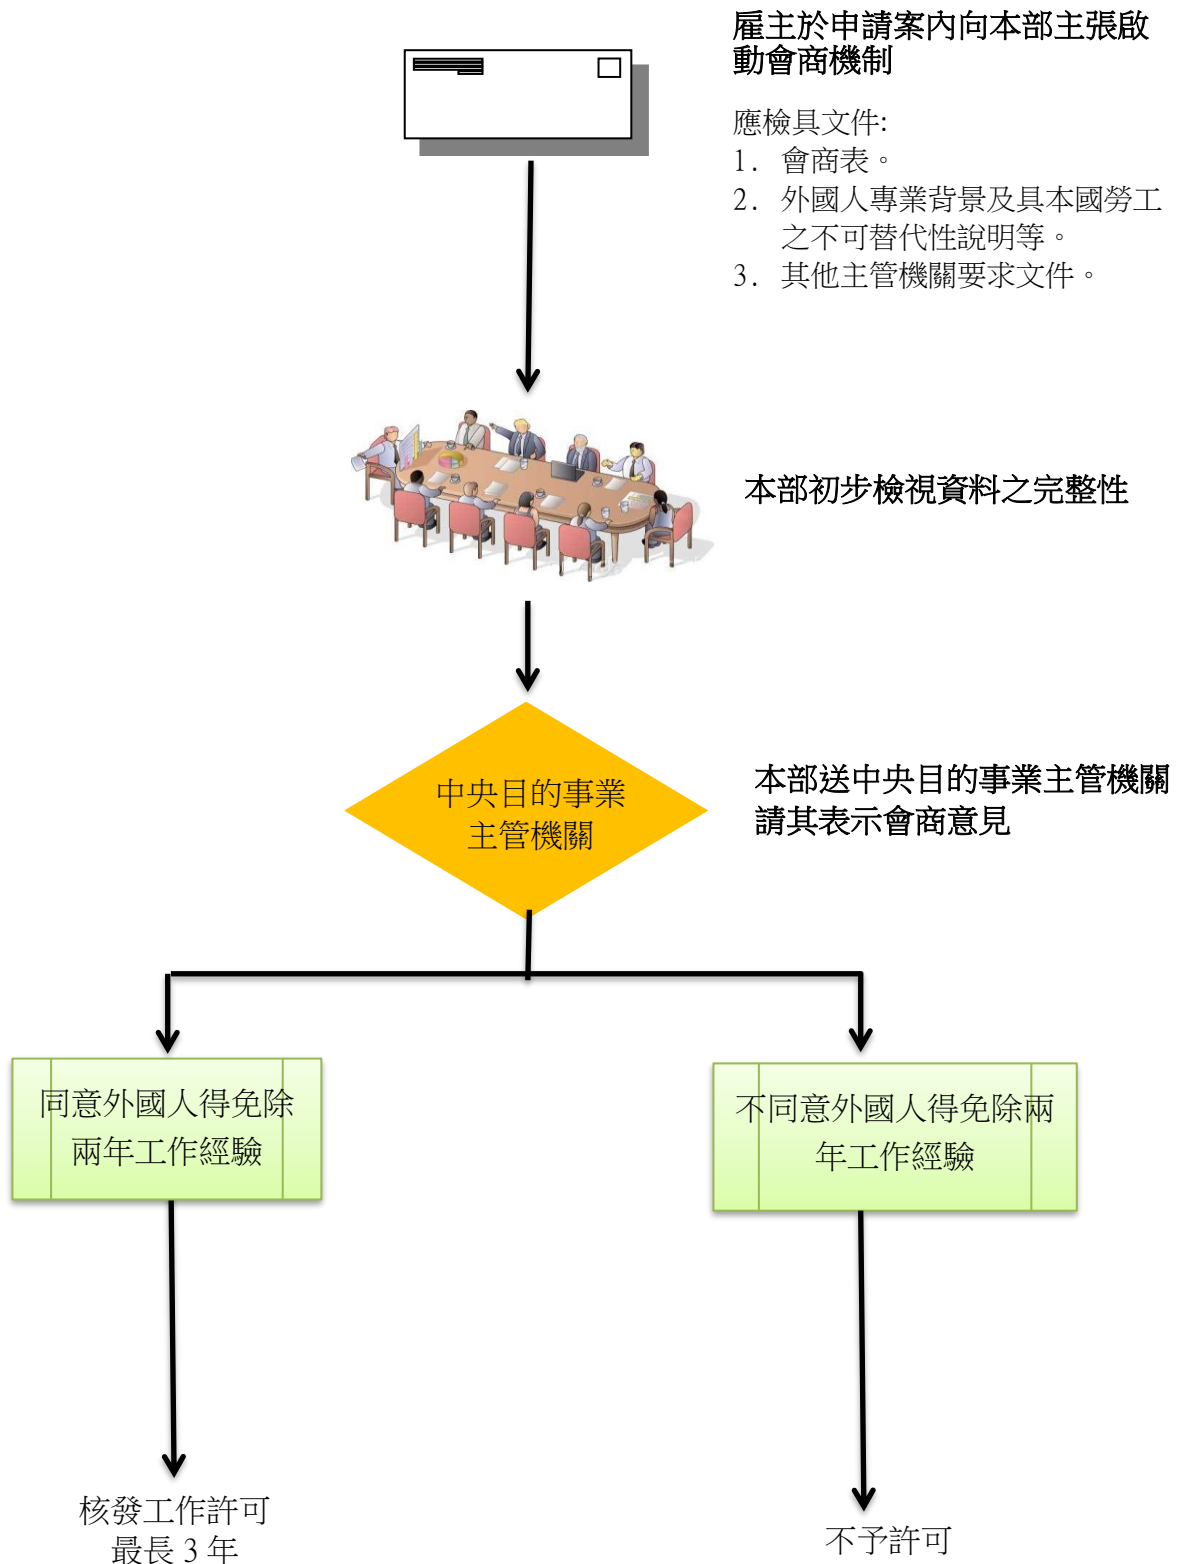 雇主於申請案內向本部主張啟
動會商機制
應檢具文件:
1. 會商表。
2. 外國人專業背景及具本國勞工
之不可替代性說明等。
3. 其他主管機關要求文件。
本部初步檢視資料之完整性
中央目的事業
主管機關
本部送中央目的事業主管機關
請其表示會商意見
同意外國人得免除
兩年工作經驗
不同意外國人得免除兩
年工作經驗
核發工作許可
最長 3 年
不予許可